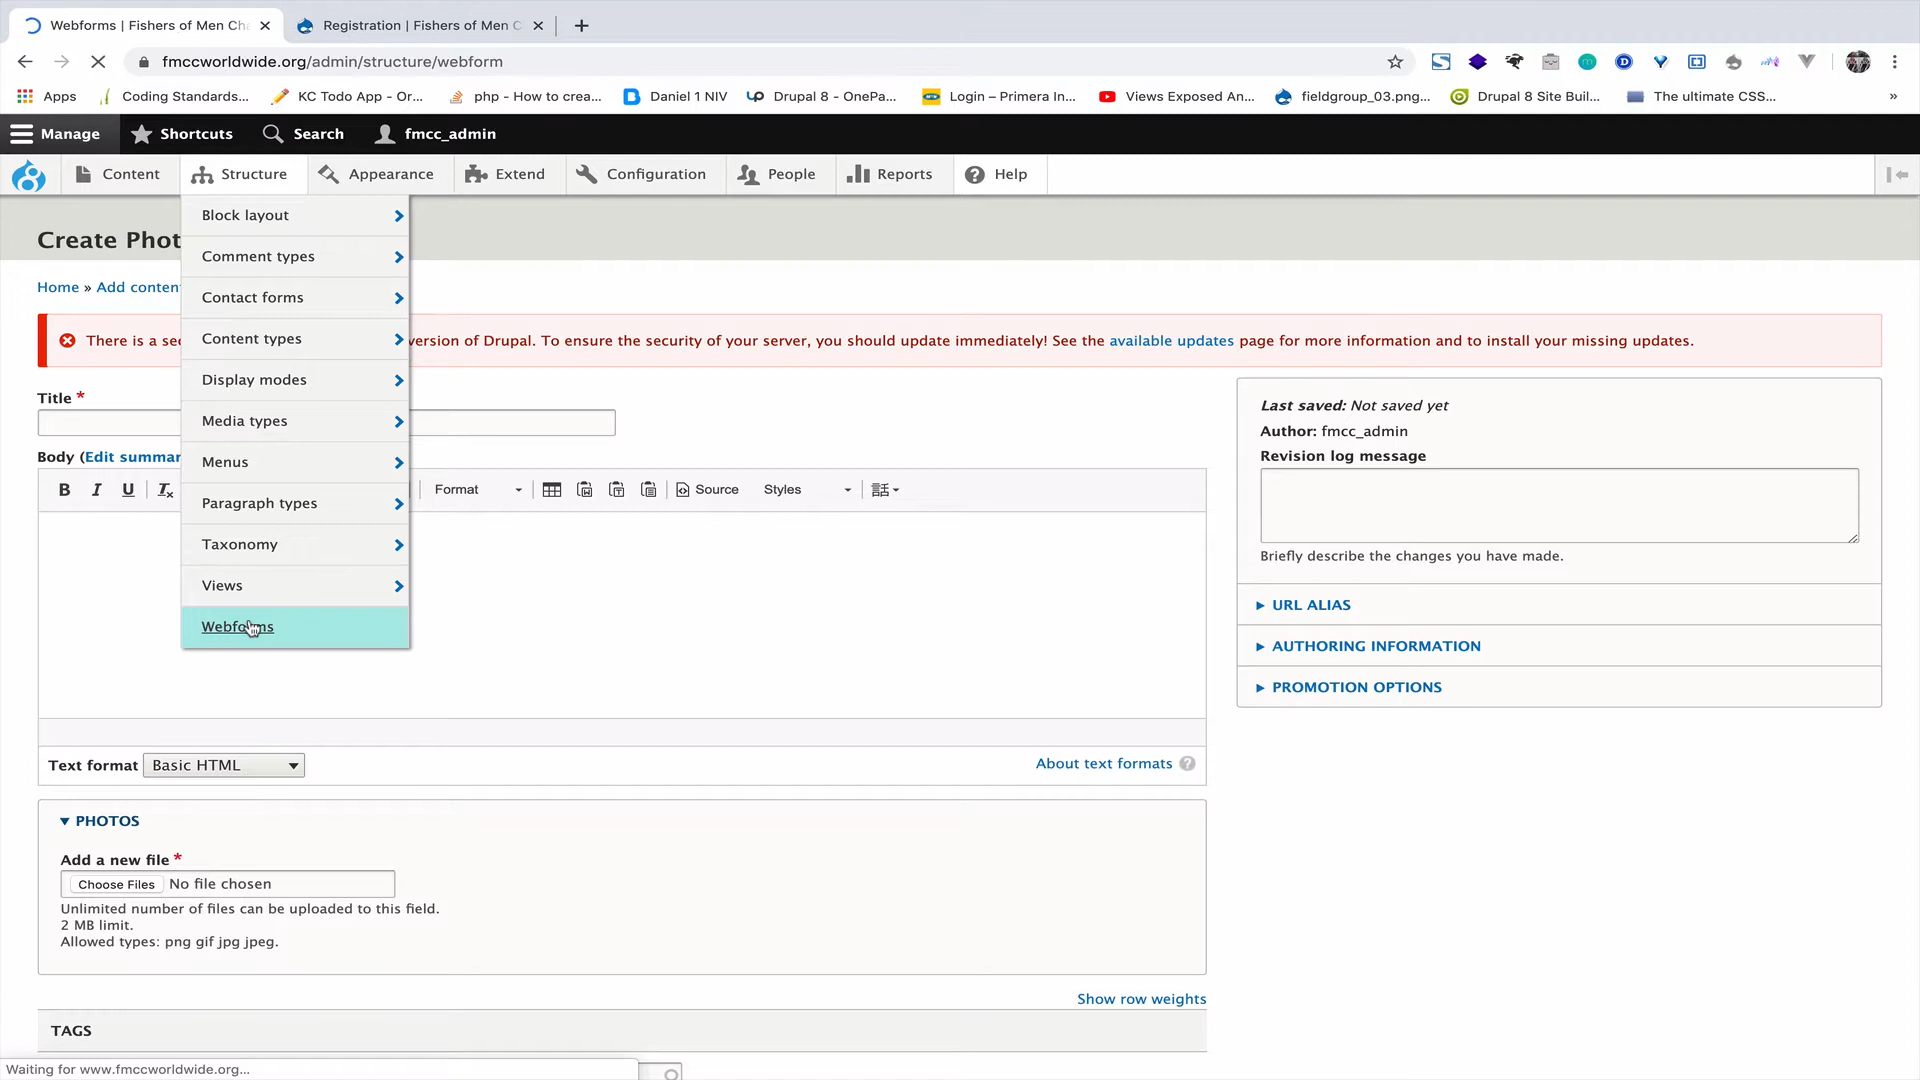 Webforms | Fishers of Men Ch
Registration | Fishers of Men C
fmccworldwide.org/admin/structure/webform
Apps
Coding Standards...
KC Todo App - Or...
php - How to crea...
Daniel 1 NIV
Drupal 8 - OnePa...
Login – Primera In...
Views Exposed An...
fieldgroup_03.png...
Drupal 8 Site Buil...
The ultimate CSS...
»
Manage
Shortcuts
Search
fmcc_admin
Content
Structure
Appearance
Extend
Configuration
People
Reports
Help
Block layout
Comment types
Contact forms
Content types
Display modes
Media types
Menus
Paragraph types
Taxonomy
Views
Webforms
Create Phot
Home » Add conten
There is a sec version of Drupal. To ensure the security of your server, you should update immediately! See the available updates page for more information and to install your missing updates.
Title *
Body (Edit summar
B I U Tx
Format
Source
Styles
Text format Basic HTML
About text formats ?
PHOTOS
Add a new file *
Choose Files No file chosen
Unlimited number of files can be uploaded to this field.
2 MB limit.
Allowed types: png gif jpg jpeg.
Show row weights
TAGS
Last saved: Not saved yet
Author: fmcc_admin
Revision log message
Briefly describe the changes you have made.
URL ALIAS
AUTHORING INFORMATION
PROMOTION OPTIONS
Waiting for www.fmccworldwide.org...